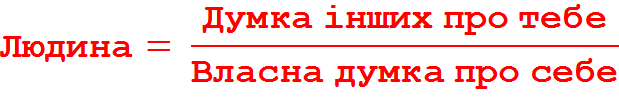 Думка інших про тебе
Людина =
Власна думка про себе